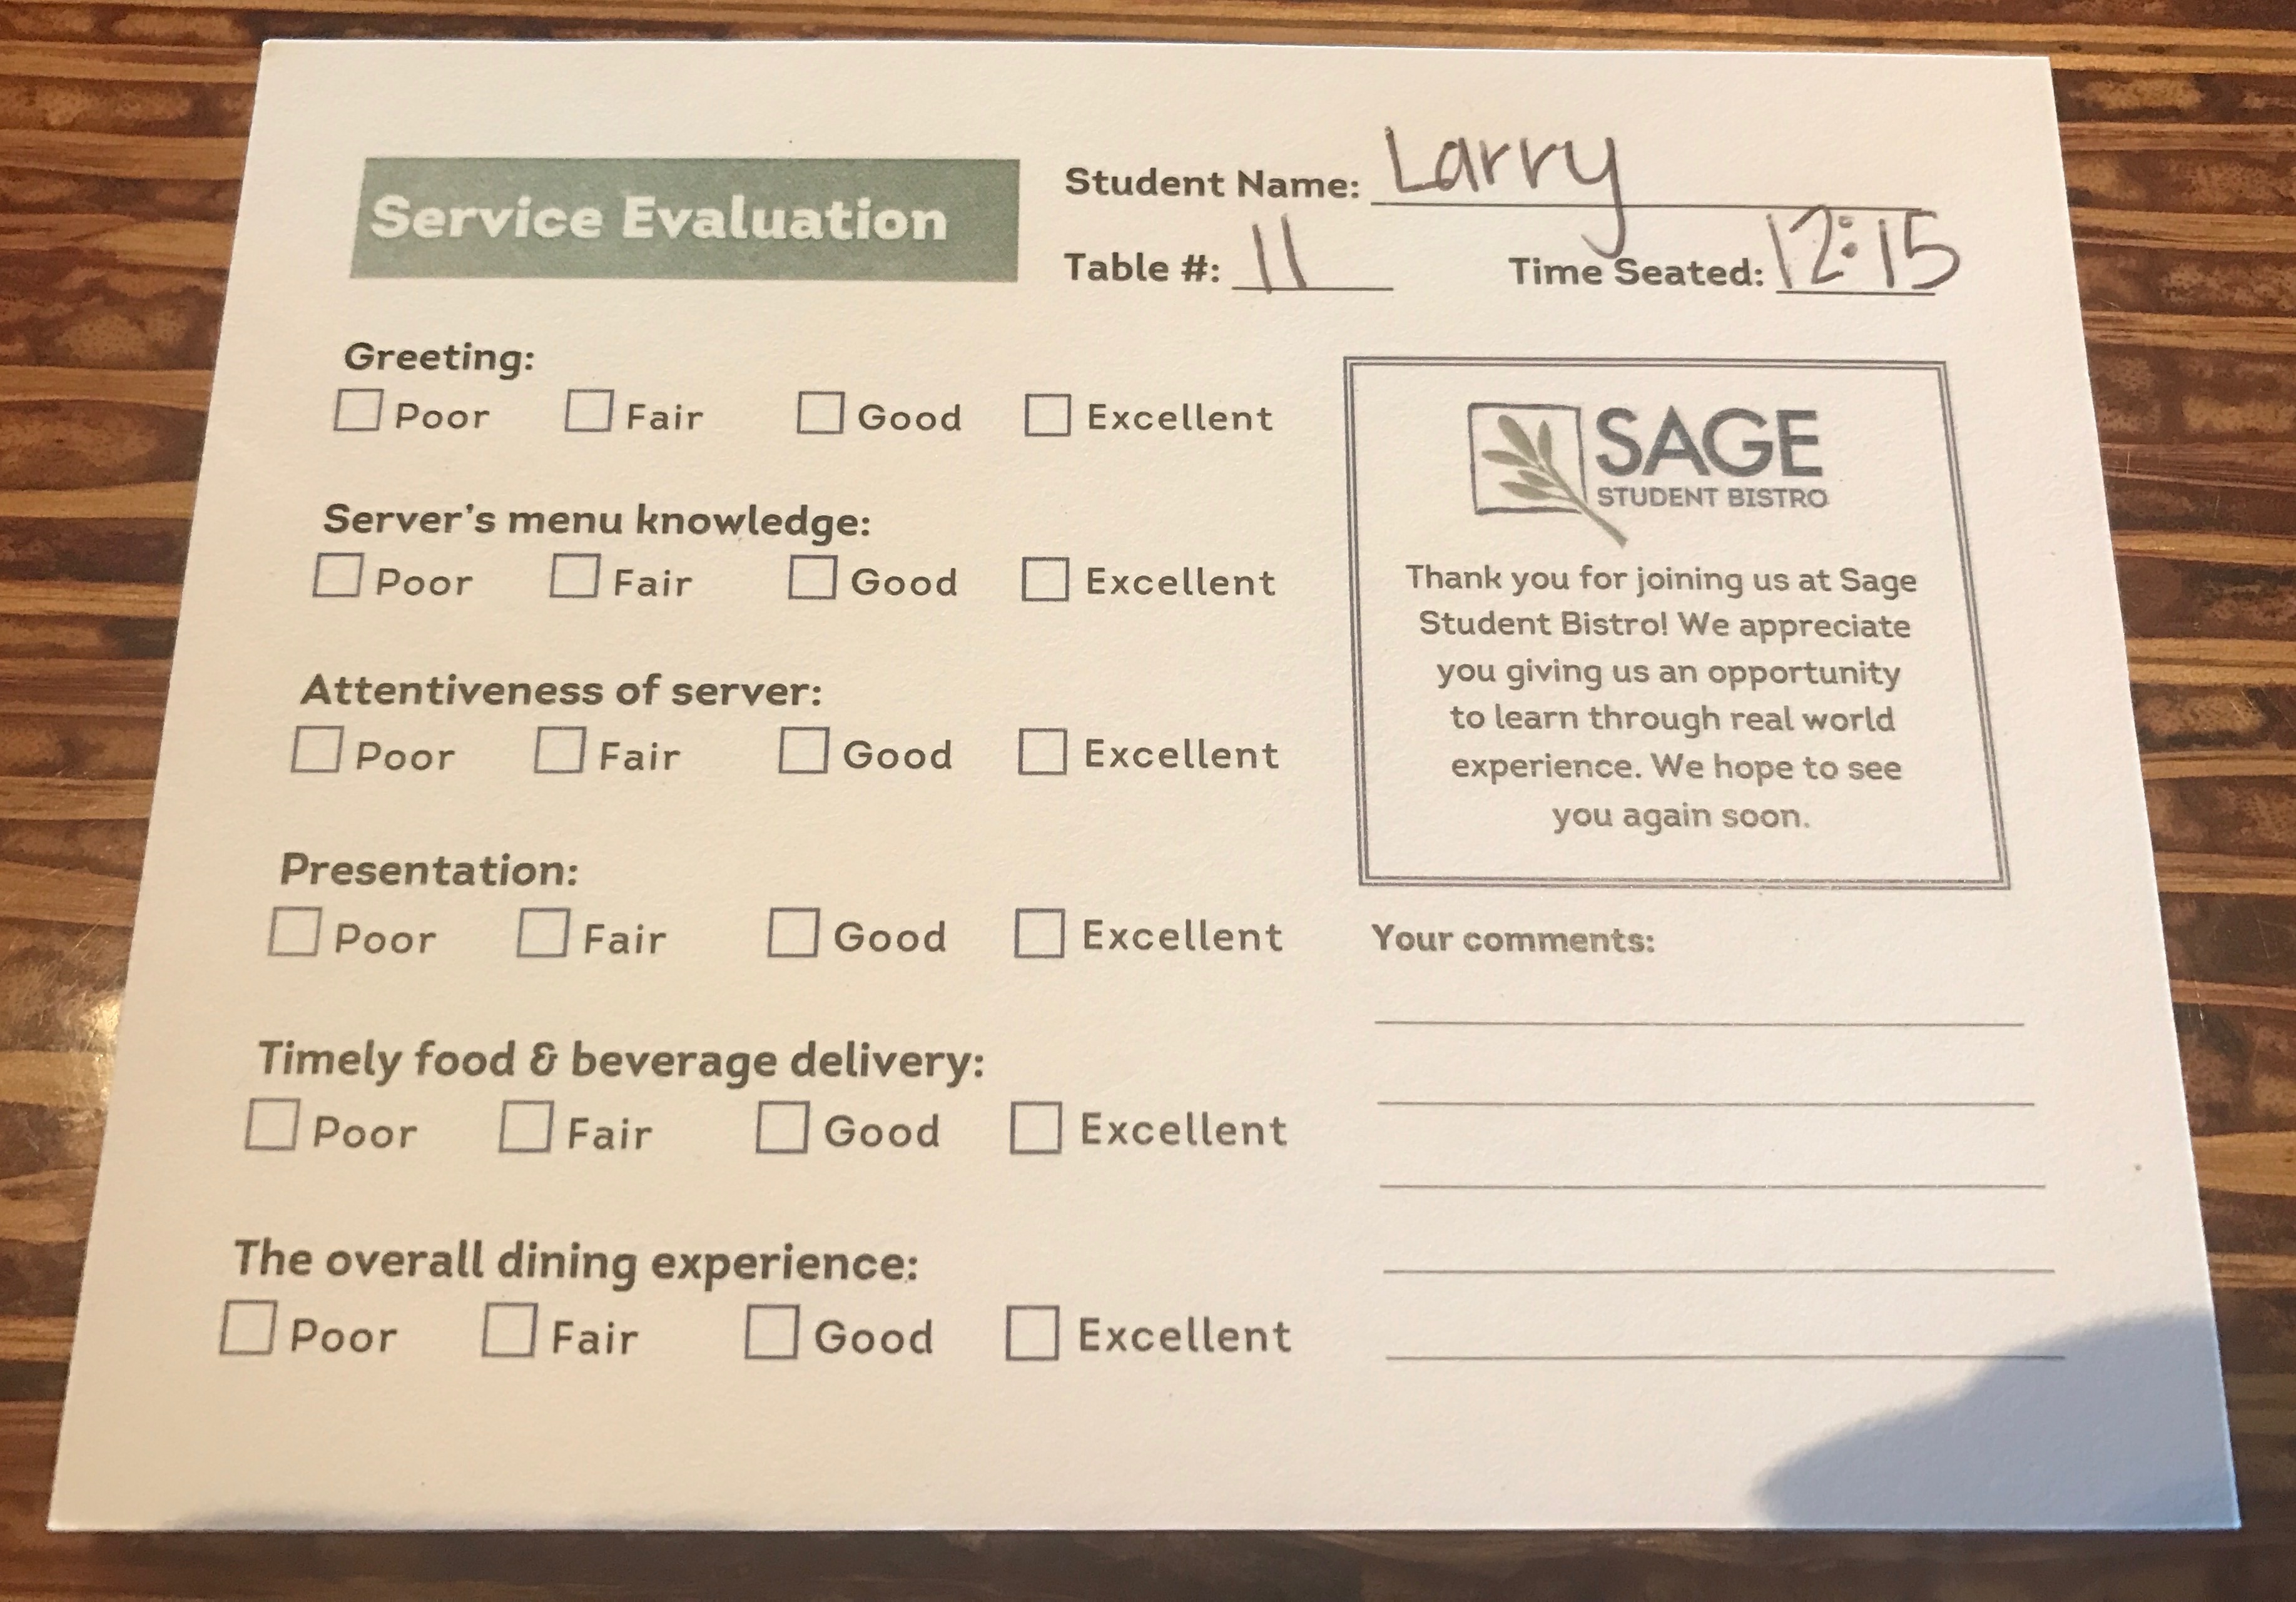 Service Evaluation
Student Name: Larry
Table #: 11 Time Seated: 12:15
Greeting:
Poor Fair Good Excellent
Server's menu knowledge:
Poor Fair Good Excellent
Attentiveness of server:
Poor Fair Good Excellent
Presentation:
Poor Fair Good Excellent
Timely food & beverage delivery:
Poor Fair Good Excellent
The overall dining experience:
Poor Fair Good Excellent
SAGE
STUDENT BISTRO
Thank you for joining us at Sage
Student Bistro! We appreciate
you giving us an opportunity
to learn through real world
experience. We hope to see
you again soon.
Your comments: